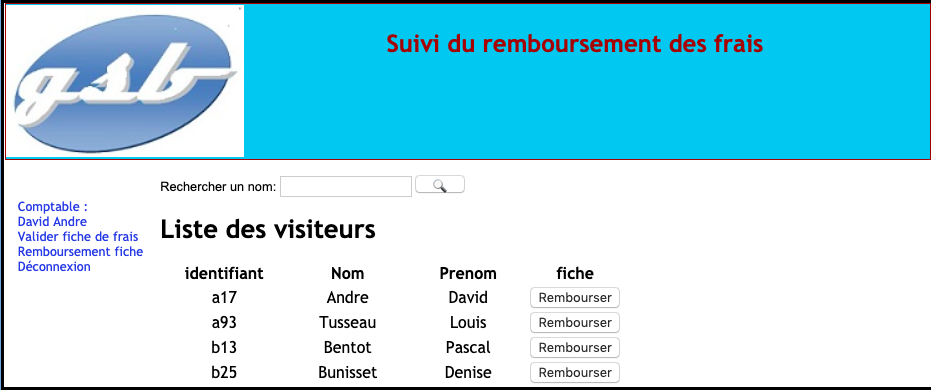 gsb
Suivi du remboursement des frais
Rechercher un nom:
Comptable :
David Andre
Valider fiche de frais
Remboursement fiche
Déconnexion
Liste des visiteurs
identifiant Nom Prenom fiche
a17 Andre David Rembourser
a93 Tusseau Louis Rembourser
b13 Bentot Pascal Rembourser
b25 Bunisset Denise Rembourser